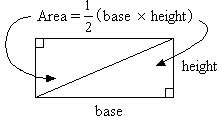 Area = 1/2 (base × height)
height
base